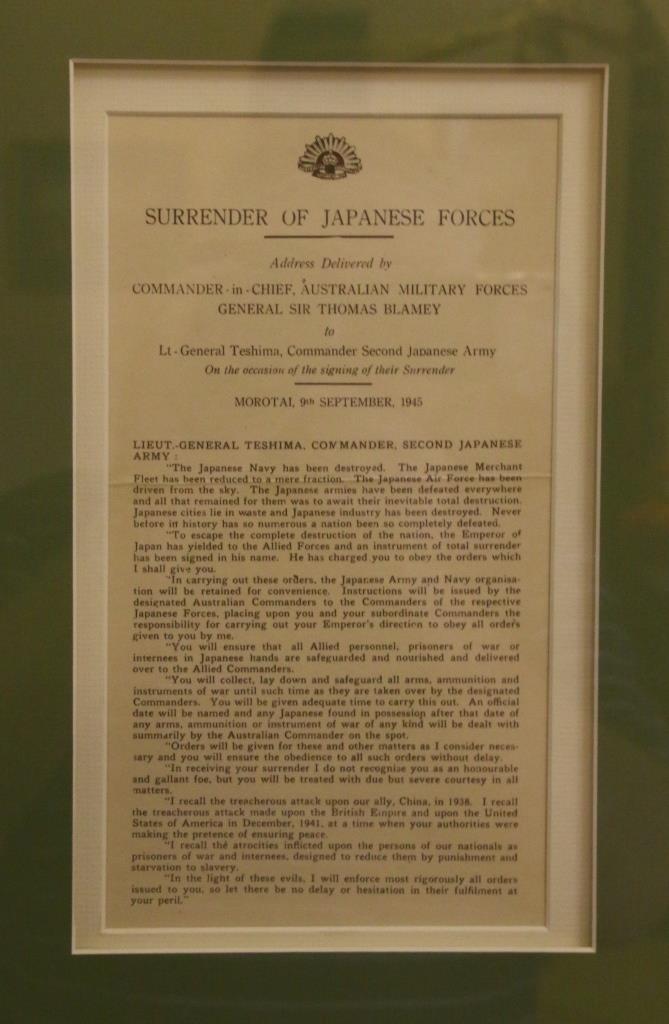 SURRENDER OF JAPANESE FORCES
Address Delivered by
COMMANDER-in-CHIEF, AUSTRALIAN MILITARY FORCES
GENERAL SIR THOMAS BLAMEY
to
Lt-General Teshima, Commander Second Japanese Army
On the occasion of the signing of their Surrender
MOROTAI, 9th SEPTEMBER, 1945
LIEUT.-GENERAL TESHIMA, COMMANDER, SECOND JAPANESE
ARMY :
"The Japanese Navy has been destroyed. The Japanese Merchant
Fleet has been reduced to a mere fraction. The Japanese Air Force has been
driven from the sky. The Japanese armies have been defeated everywhere
and all that remained for them was to await their inevitable total destruction.
Japanese cities lie in waste and Japanese industry has been destroyed. Never
before in history has so numerous a nation been so completely defeated.
"To escape the complete destruction of the nation, the Emperor of
Japan has yielded to the Allied Forces and an instrument of total surrender
has been signed in his name. He has charged you to obey the orders which
I shall give you.
"In carrying out these orders, the Japanese Army and Navy organisa-
tion will be retained for convenience. Instructions will be issued by the
designated Australian Commanders to the Commanders of the respective
Japanese Forces, placing upon you and your subordinate Commanders the
responsibility for carrying out your Emperor's direction to obey all orders
given to you by me.
"You will ensure that all Allied personnel, prisoners of war or
internees in Japanese hands are safeguarded and nourished and delivered
over to the Allied Commanders.
"You will collect, lay down and safeguard all arms, ammunition and
instruments of war until such time as they are taken over by the designated
Commanders. You will be given adequate time to carry this out. An official
date will be named and any Japanese found in possession after that date of
any arms, ammunition or instrument of war of any kind will be dealt with
summarily by the Australian Commander on the spot.
"Orders will be given for these and other matters as I consider neces-
sary and you will ensure the obedience to all such orders without delay.
"In receiving your surrender I do not recognise you as an honourable
and gallant foe, but you will be treated with due but severe courtesy in all
matters.
"I recall the treacherous attack upon our ally, China, in 1938. I recall
the treacherous attack made upon the British Empire and upon the United
States of America in December, 1941, at a time when your authorities were
making the pretence of ensuring peace.
"I recall the atrocities inflicted upon the persons of our nationals as
prisoners of war and internees, designed to reduce them by punishment and
starvation to slavery.
"In the light of these evils, I will enforce most rigorously all orders
issued to you, so let there be no delay or hesitation in their fulfilment at
your peril."